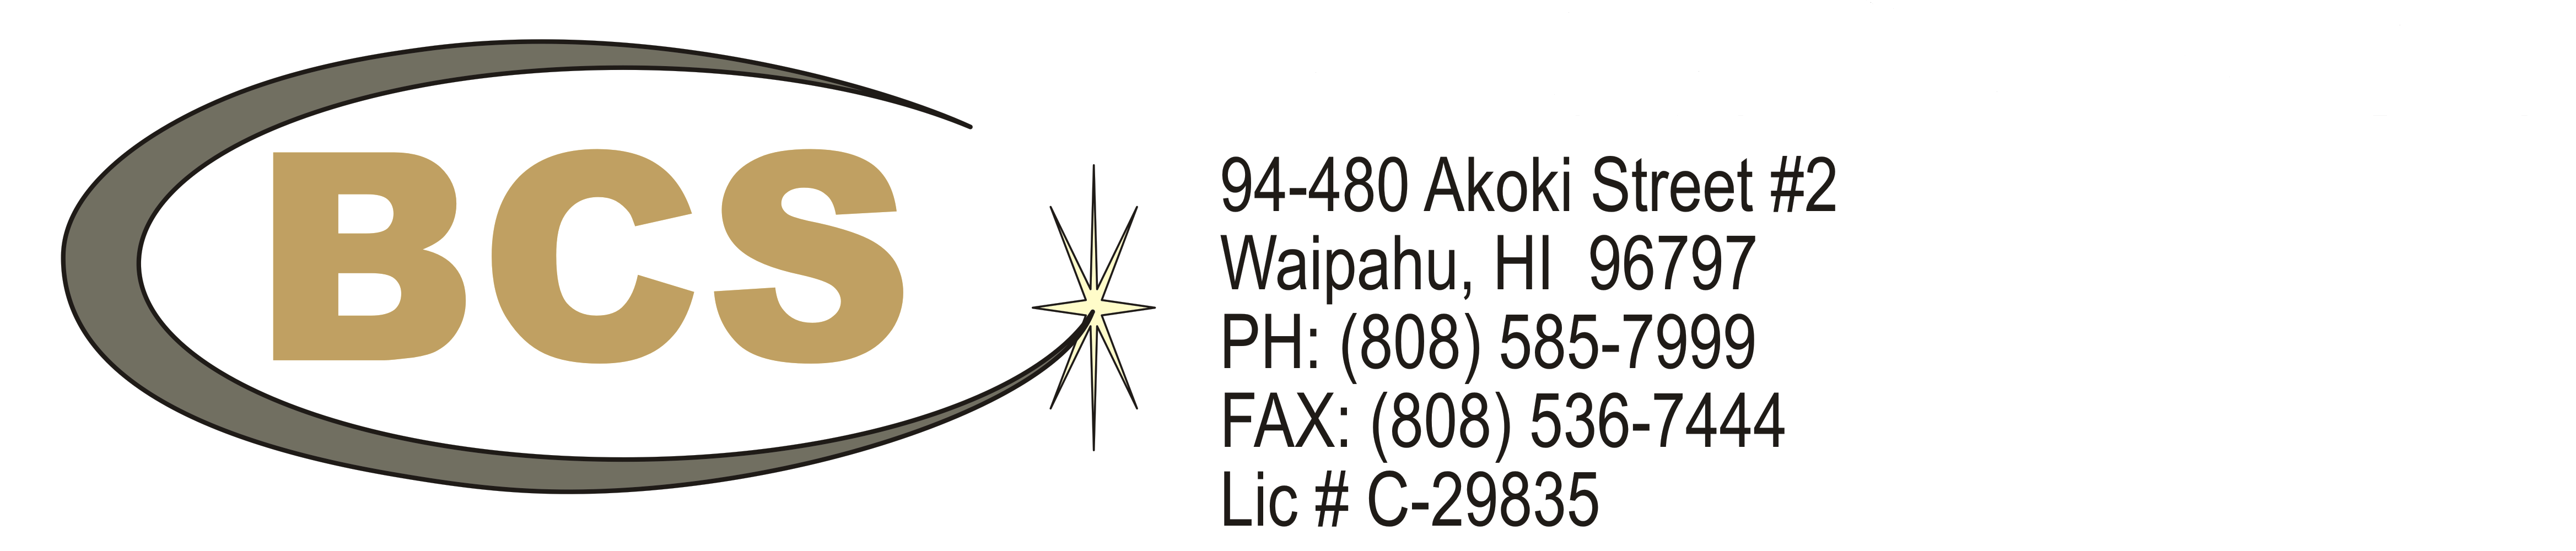 BCS
94-480 Akoki Street #2
Waipahu, HI  96797
PH: (808) 585-7999
FAX: (808) 536-7444
Lic # C-29835